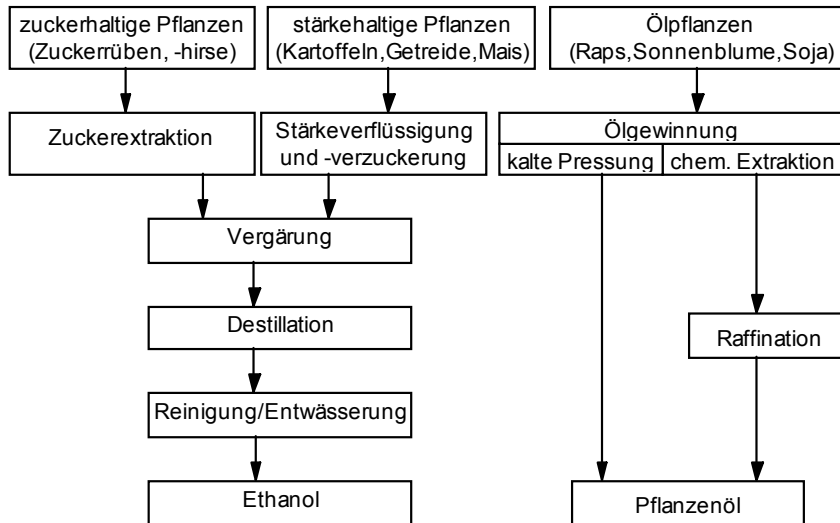 zuckerhaltige Pflanzen
(Zuckerrüben, -hirse)
stärkehaltige Pflanzen
(Kartoffeln,Getreide,Mais)
Ölpflanzen
(Raps,Sonnenblume,Soja)
Zuckerextraktion
Stärkeverflüssigung
und -verzuckerung
Ölgewinnung
kalte Pressung
chem. Extraktion
Vergärung
Destillation
Raffination
Reinigung/Entwässerung
Ethanol
Pflanzenöl